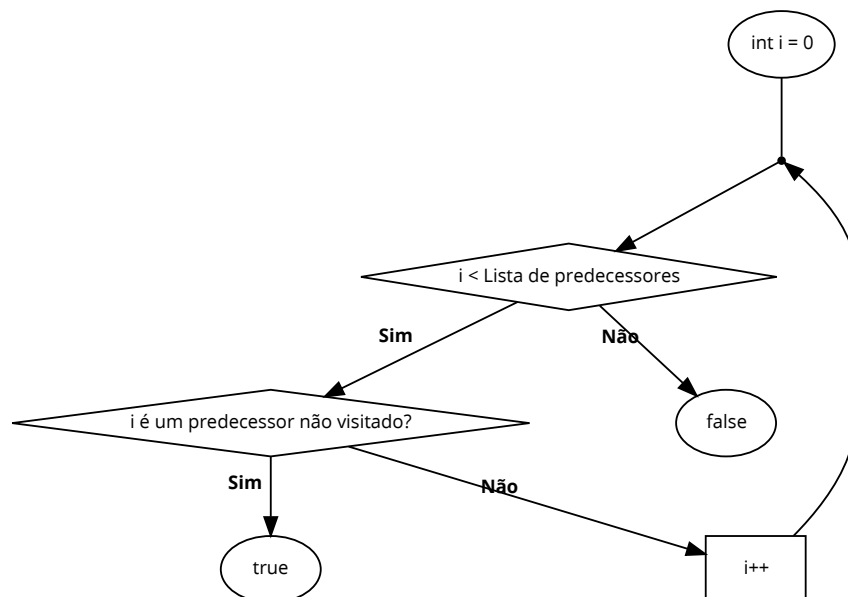 int i = 0
i < Lista de predecessores
Sim
Não
i é um predecessor não visitado?
false
Sim
Não
true
i++